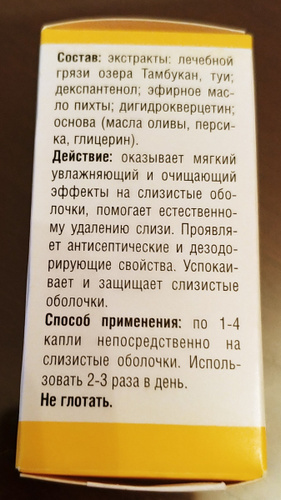 Состав: экстракты: лечебной
грязи озера Тамбукан, туи;
декспантенол; эфирное мас-
ло пихты; дигидрокверцетин;
основа (масла оливы, перси-
ка, глицерин).
Действие: оказывает мягкий
увлажняющий и очищающий
эффекты на слизистые обо-
лочки, помогает естественно-
му удалению слизи. Проявля-
ет антисептические и дезодо-
рирующие свойства. Успокаи-
вает и защищает слизистые
оболочки.
Способ применения: по 1-4
капли непосредственно на
слизистые оболочки. Исполь-
зовать 2-3 раза в день.
Не глотать.